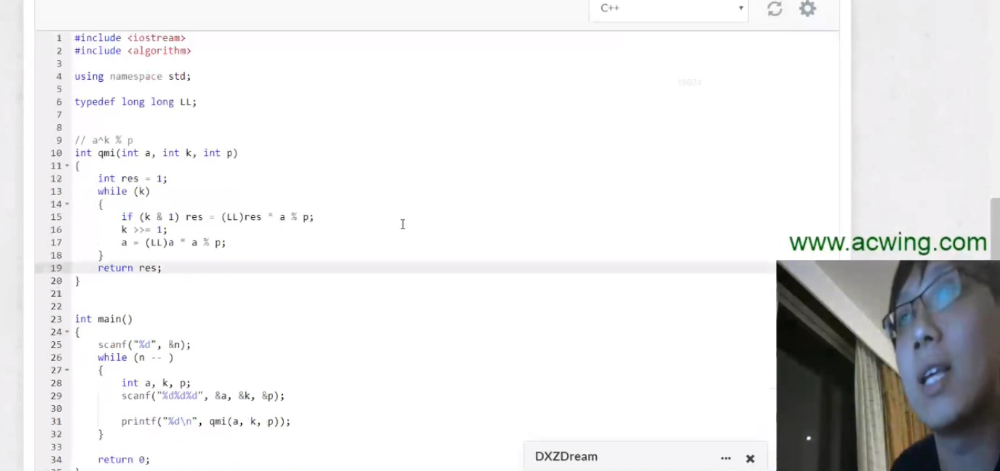 C++
1 #include <iostream>
2 #include <algorithm>
3
4 using namespace std;
5
6 typedef long long LL;
7
8
9 // a^k % p
10 int qmi(int a, int k, int p)
11 {
12 int res = 1;
13 while (k)
14 {
15 if (k & 1) res = (LL)res * a % p;
16 k >>= 1;
17 a = (LL)a * a % p;
18 }
19 return res;
20 }
21
22
23 int main()
24 {
25 scanf("%d", &n);
26 while (n -- )
27 {
28 int a, k, p;
29 scanf("%d%d%d", &a, &k, &p);
30
31 printf("%d\n", qmi(a, k, p));
32 }
33
34 return 0;
16024
www.acwing.com
DXZDream